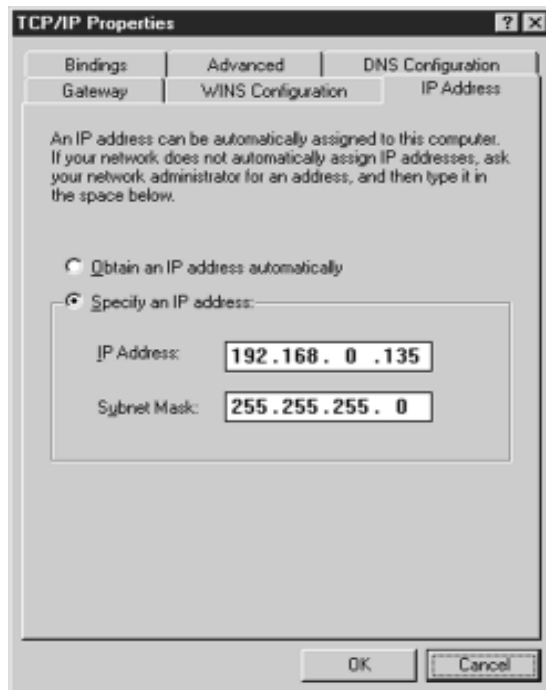 TCP/IP Properties
Bindings
Advanced
DNS Configuration
Gateway
WINS Configuration
IP Address
An IP address can be automatically assigned to this computer.
If your network does not automatically assign IP addresses, ask
your network administrator for an address, and then type it in
the space below.
Obtain an IP address automatically
Specify an IP address:
IP Address:
192.168. 0 .135
Subnet Mask:
255.255.255. 0
OK
Cancel